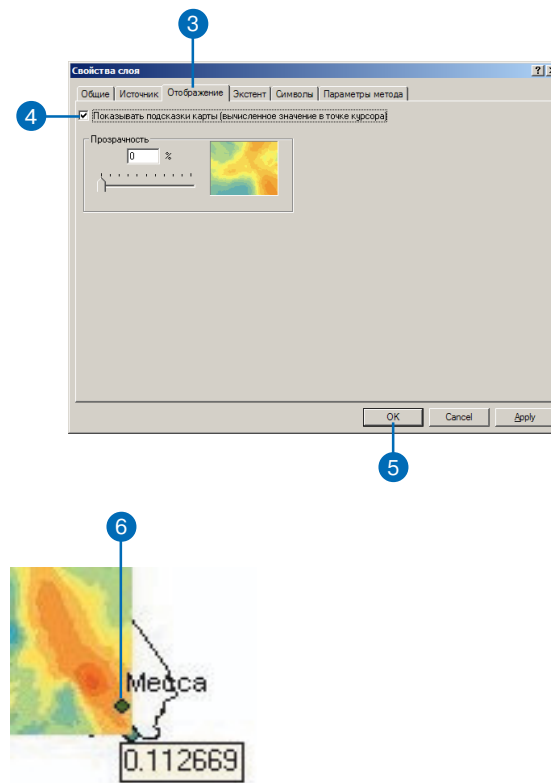 3
Свойства слоя
Общие Источник Отображение Экстент Символы Параметры метода
4
Показывать подсказки карты (вычисленное значение в точке курсора)
Прозрачность
0 %
OK Cancel Apply
5
6
Мецса
0.112669